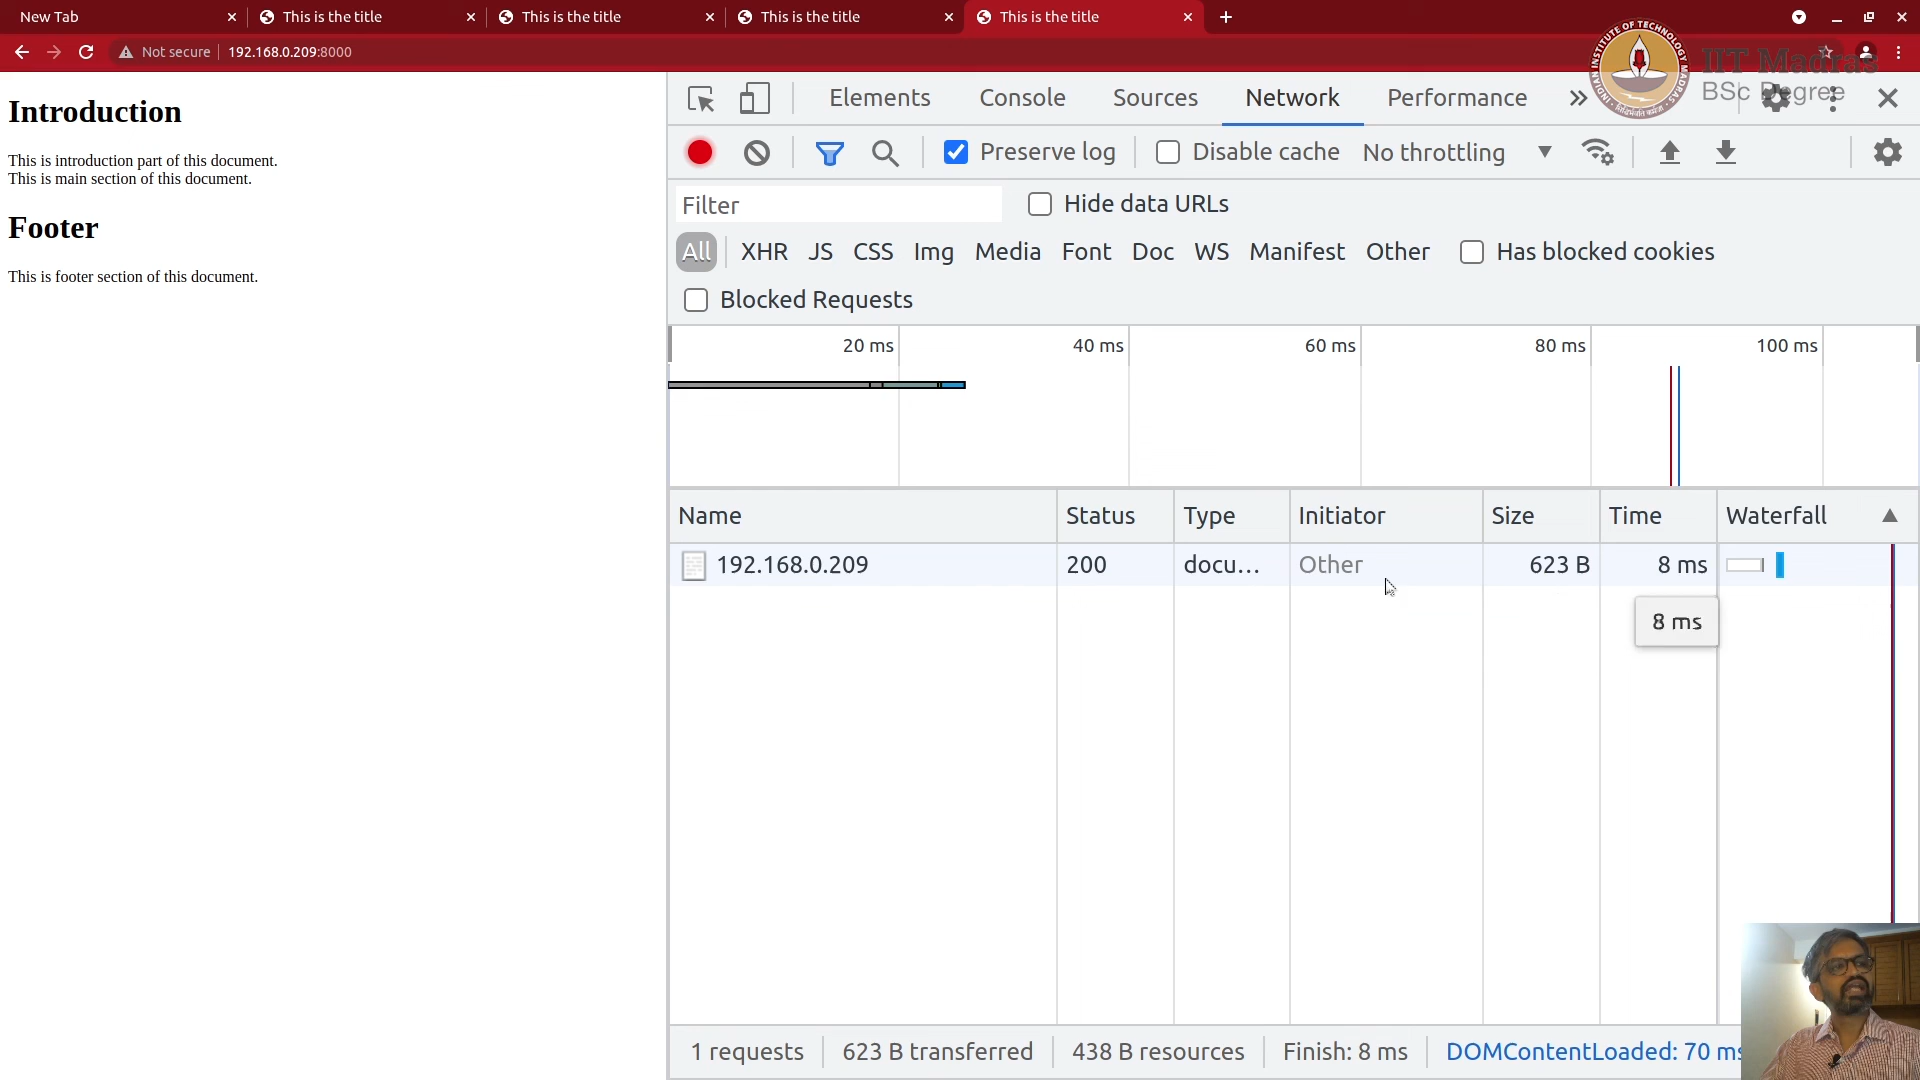 New Tab
This is the title
This is the title
This is the title
This is the title
Not secure
192.168.0.209:8000
IIT Madras
BSc Degree
INDIAN INSTITUTE OF TECHNOLOGY MADRAS
Introduction
This is introduction part of this document.
This is main section of this document.
Footer
This is footer section of this document.
Elements Console Sources Network Performance
Preserve log Disable cache No throttling
Filter Hide data URLs
All XHR JS CSS Img Media Font Doc WS Manifest Other Has blocked cookies
Blocked Requests
20 ms 40 ms 60 ms 80 ms 100 ms
Name Status Type Initiator Size Time Waterfall
192.168.0.209 200 docu... Other 623 B 8 ms
8 ms
1 requests 623 B transferred 438 B resources Finish: 8 ms DOMContentLoaded: 70 ms